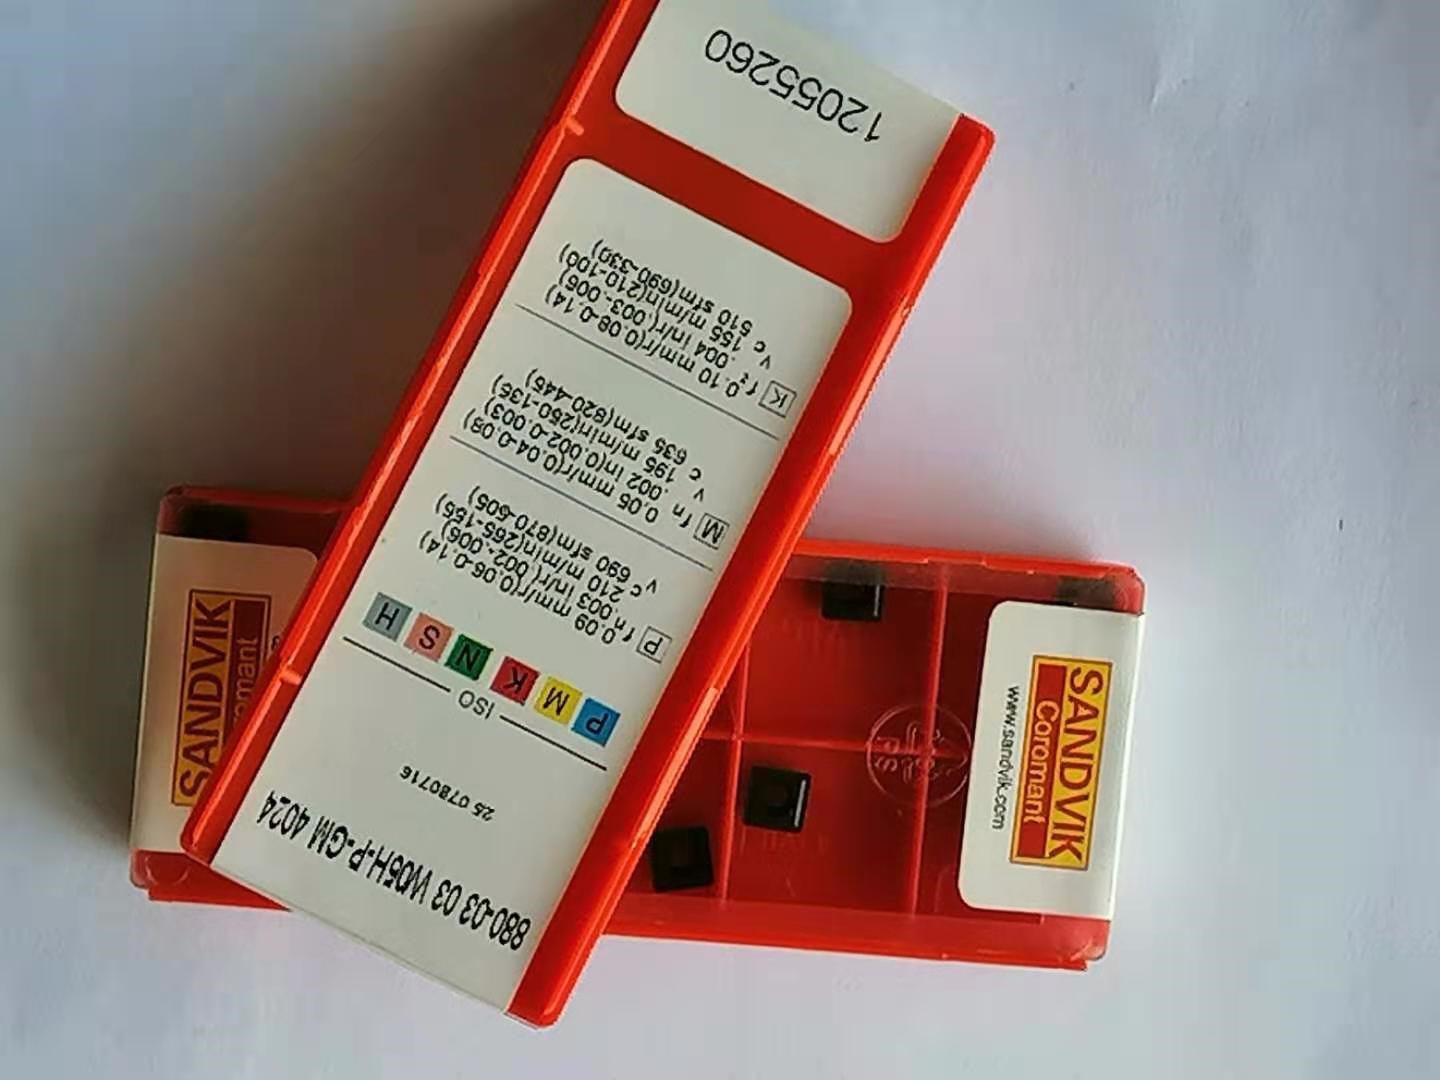 880-03 03 W05H-P-GM 4024
25 0780716
ISO
P M K N S H
P fn 0.09 mm/r(0.06-0.14)
.003 in/r(.002-.006)
vc 210 m/min(265-155)
690 sfm(870-505)
M fn 0.05 mm/r(0.04-0.08)
.002 in(0.002-0.003)
vc 195 m/min(250-135)
635 sfm(820-445)
K fz 0.10 mm/r(0.08-0.14)
.004 in/r(.003-.006)
vc 155 m/min(210-100)
510 sfm(690-330)
12055260
SANDVIK
Coromant
www.sandvik.com
SANDVIK